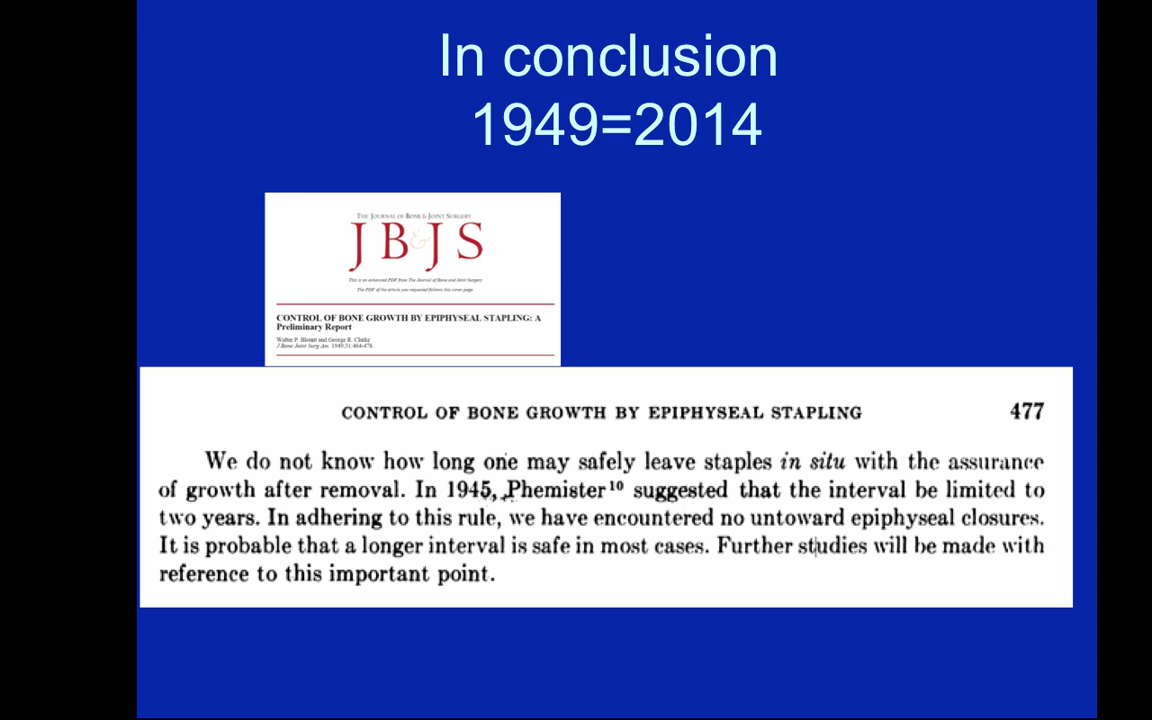 In conclusion
1949=2014
THE JOURNAL OF BONE & JOINT SURGERY
JB&JS
This is an enhanced PDF from The Journal of Bone and Joint Surgery
The PDF of the article you requested follows this cover page.
CONTROL OF BONE GROWTH BY EPIPHYSEAL STAPLING: A
Preliminary Report
Walter P. Blount and George R. Clarke
J Bone Joint Surg Am. 1949;31:464-478.
CONTROL OF BONE GROWTH BY EPIPHYSEAL STAPLING 477
We do not know how long one may safely leave staples in situ with the assurance
of growth after removal. In 1945, Phemister¹⁰ suggested that the interval be limited to
two years. In adhering to this rule, we have encountered no untoward epiphyseal closures.
It is probable that a longer interval is safe in most cases. Further studies will be made with
reference to this important point.